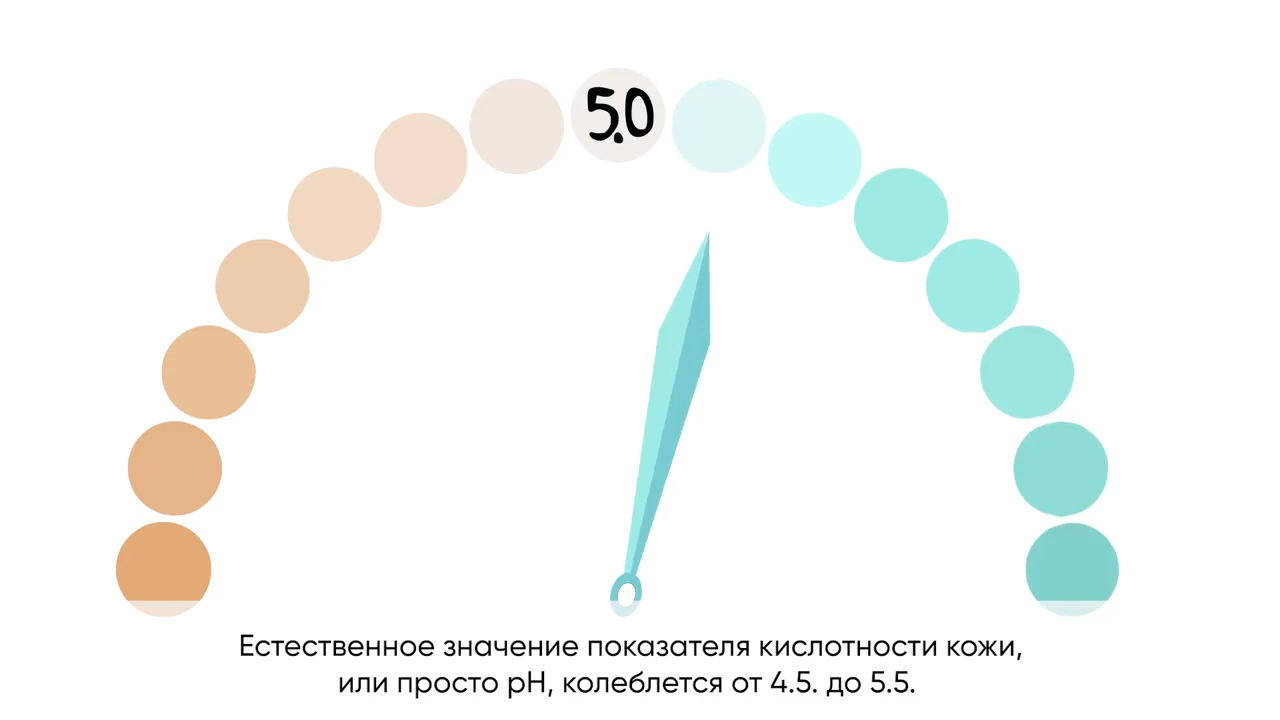 5.0
Естественное значение показателя кислотности кожи,
или просто pH, колеблется от 4.5. до 5.5.